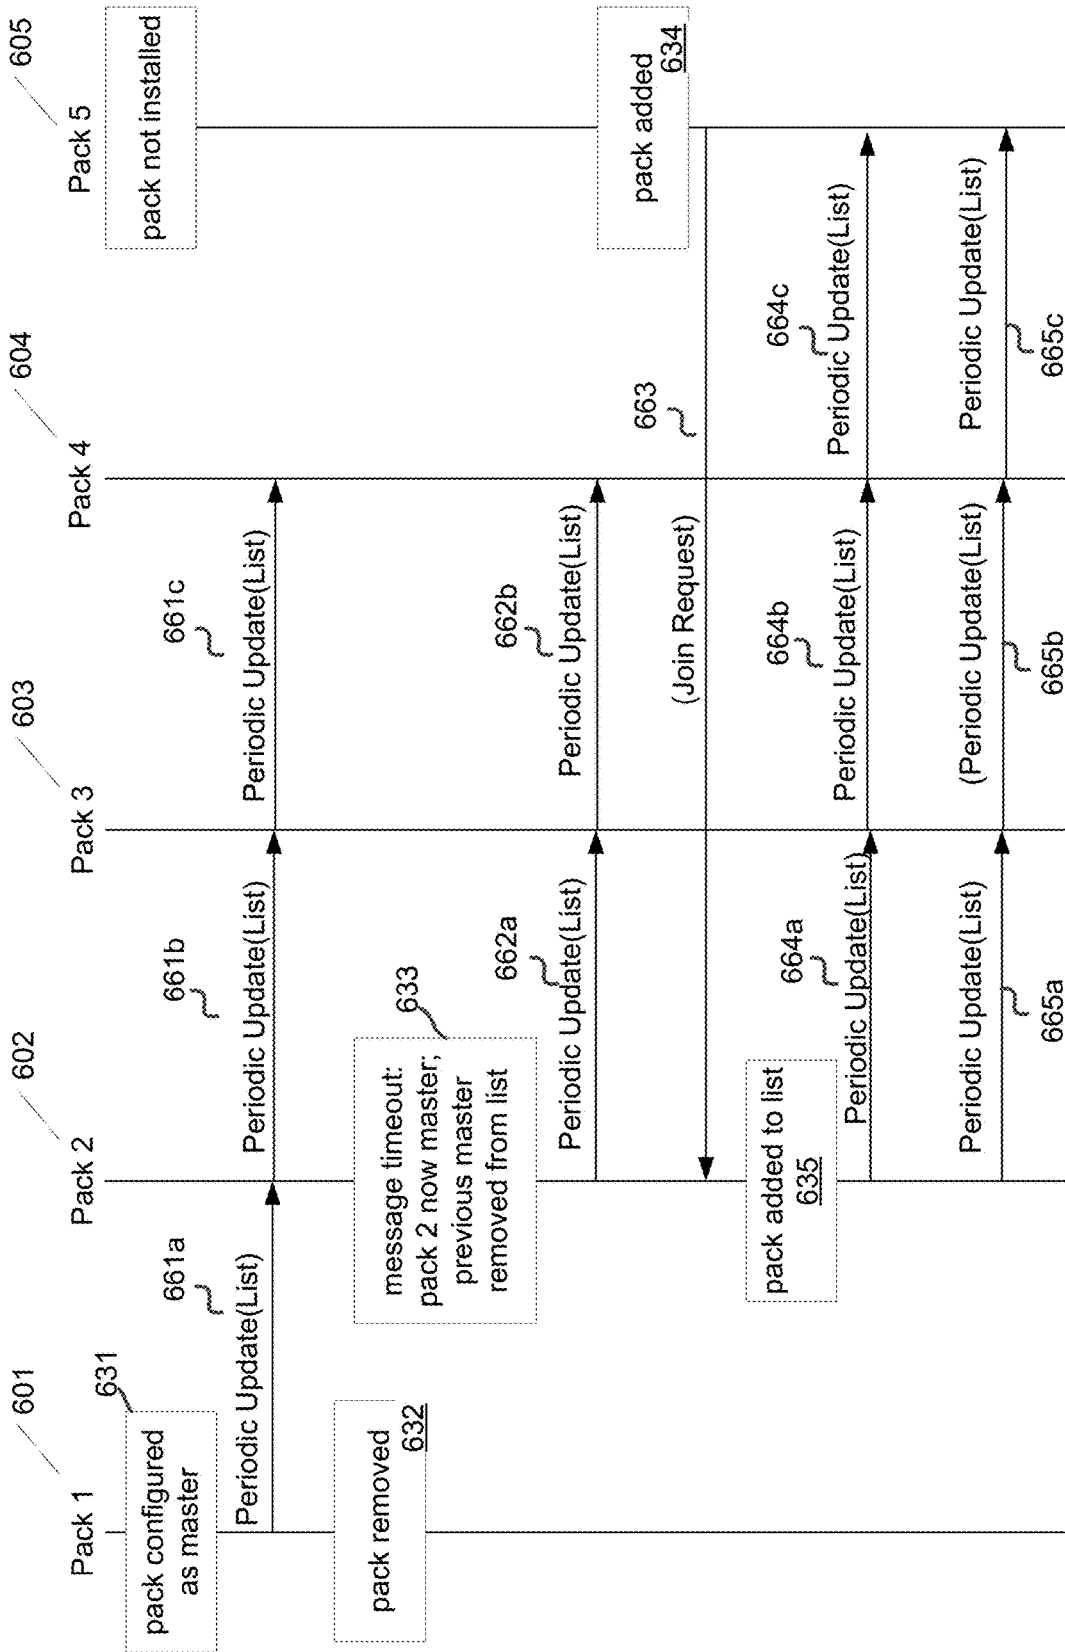 601
602
603
604
605
Pack 1
Pack 2
Pack 3
Pack 4
Pack 5
631
pack configured
as master
pack not installed
661a
Periodic Update(List)
661b
Periodic Update(List)
661c
Periodic Update(List)
pack removed
632
633
message timeout:
pack 2 now master;
previous master
removed from list
662a
Periodic Update(List)
662b
Periodic Update(List)
pack added
634
663
(Join Request)
pack added to list
635
664a
Periodic Update(List)
664b
Periodic Update(List)
664c
Periodic Update(List)
Periodic Update(List)
665a
(Periodic Update(List)
665b
Periodic Update(List)
665c